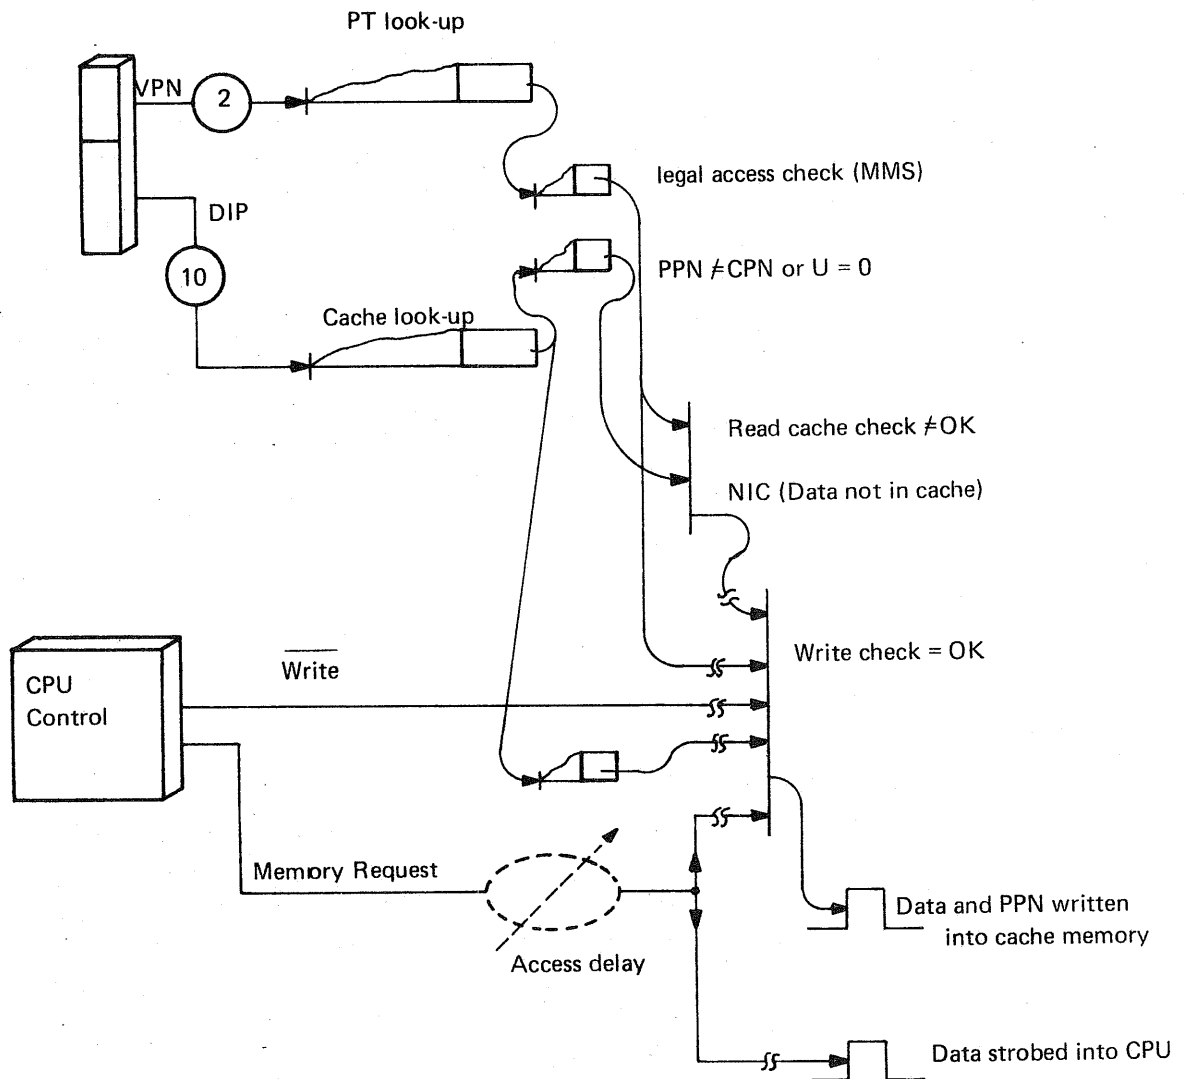 PT look-up
VPN
2
legal access check (MMS)
DIP
10
PPN ≠CPN or U = 0
Cache look-up
Read cache check ≠OK
NIC (Data not in cache)
Write check = OK
W̅r̅i̅t̅e̅
CPU
Control
Memory Request
Access delay
Data and PPN written
into cache memory
Data strobed into CPU